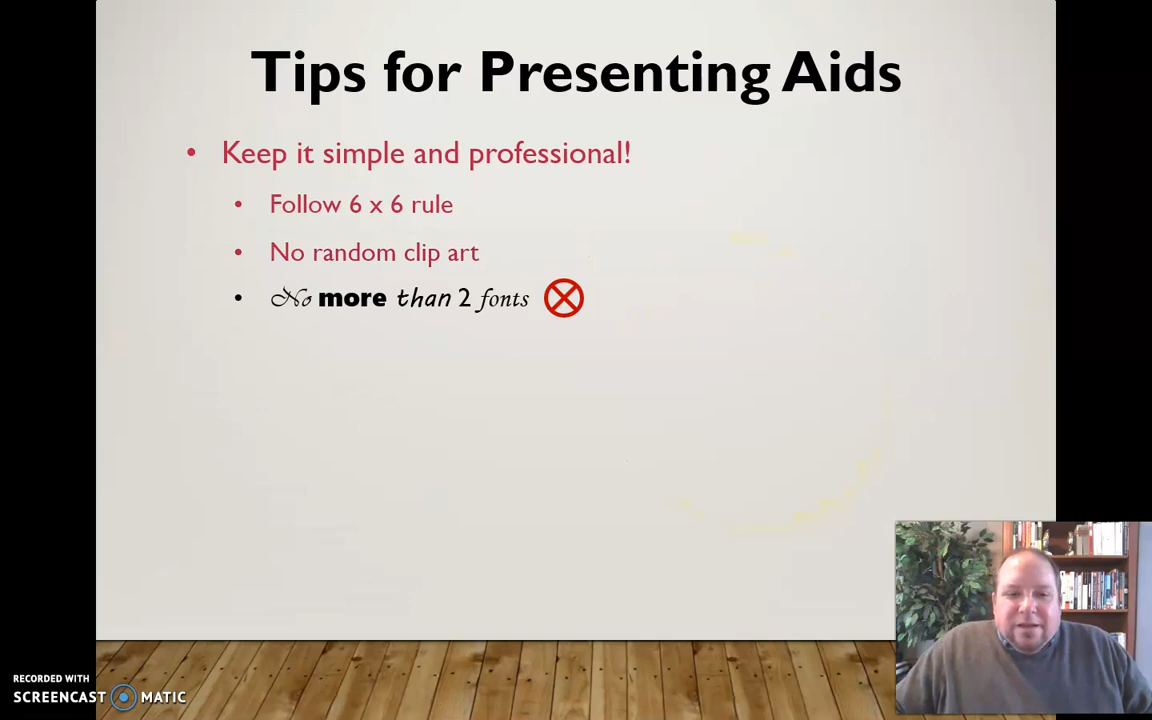 Tips for Presenting Aids
• Keep it simple and professional!
• Follow 6 x 6 rule
• No random clip art
• No more than 2 fonts
RECORDED WITH
SCREENCAST MATIC